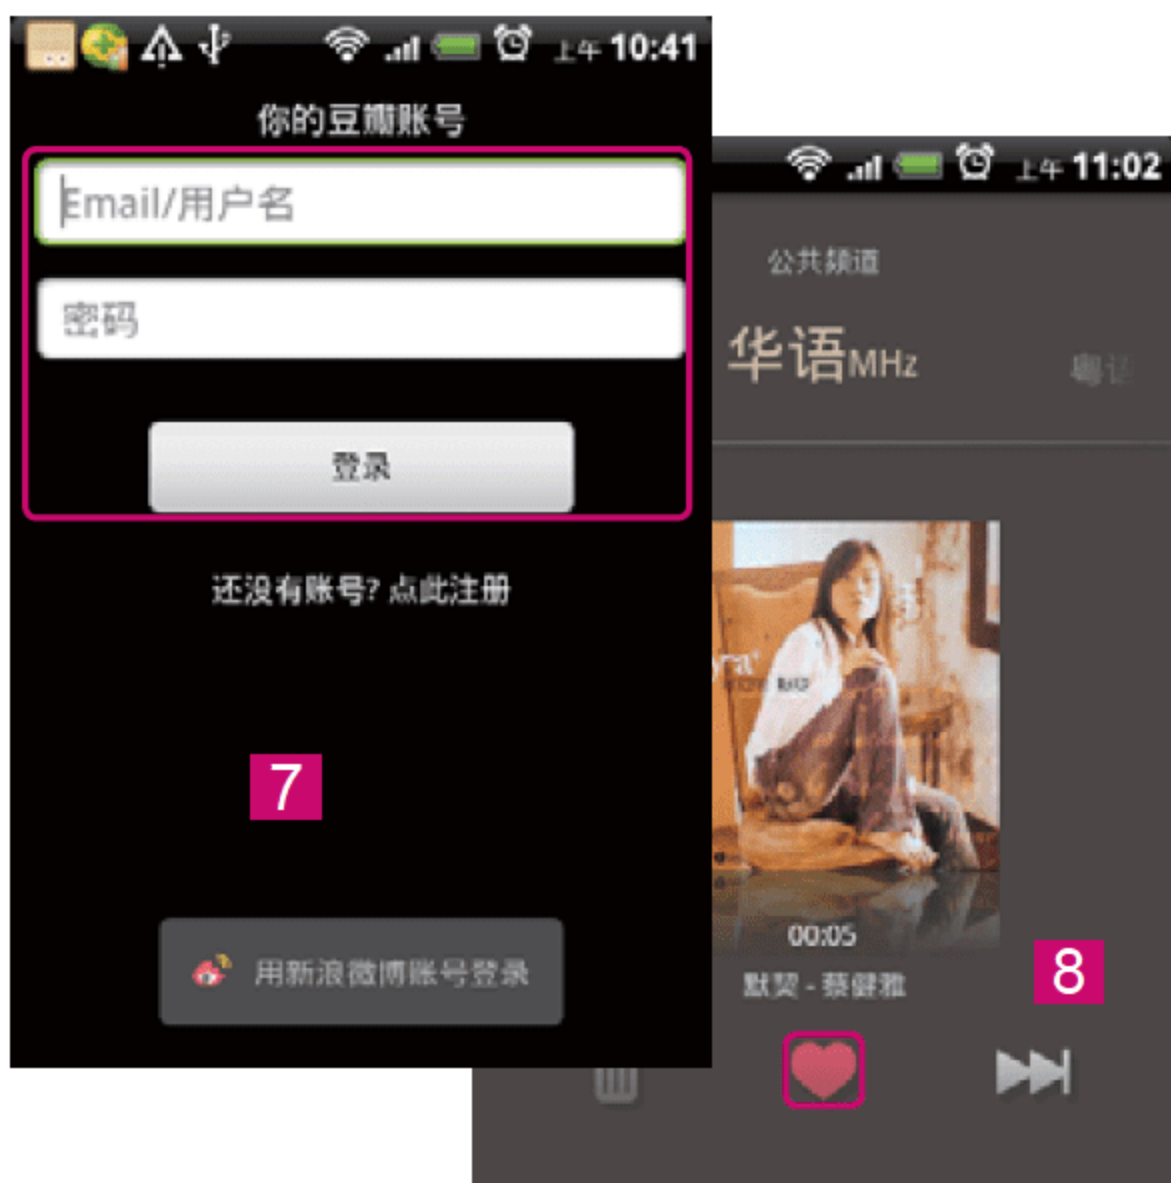 上午 10:41
你的豆瓣账号
Email/用户名
密码
登录
还没有账号? 点此注册
7
用新浪微博账号登录
上午 11:02
公共频道
华语MHz
粤语
00:05
默契 - 蔡健雅
8